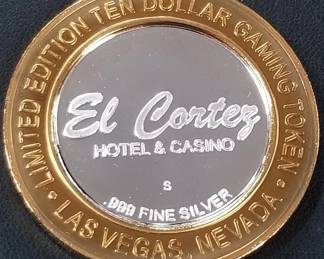 LIMITED EDITION TEN DOLLAR GAMING TOKEN
El Cortez
HOTEL & CASINO
S
.999 FINE SILVER
• LAS VEGAS, NEVADA •